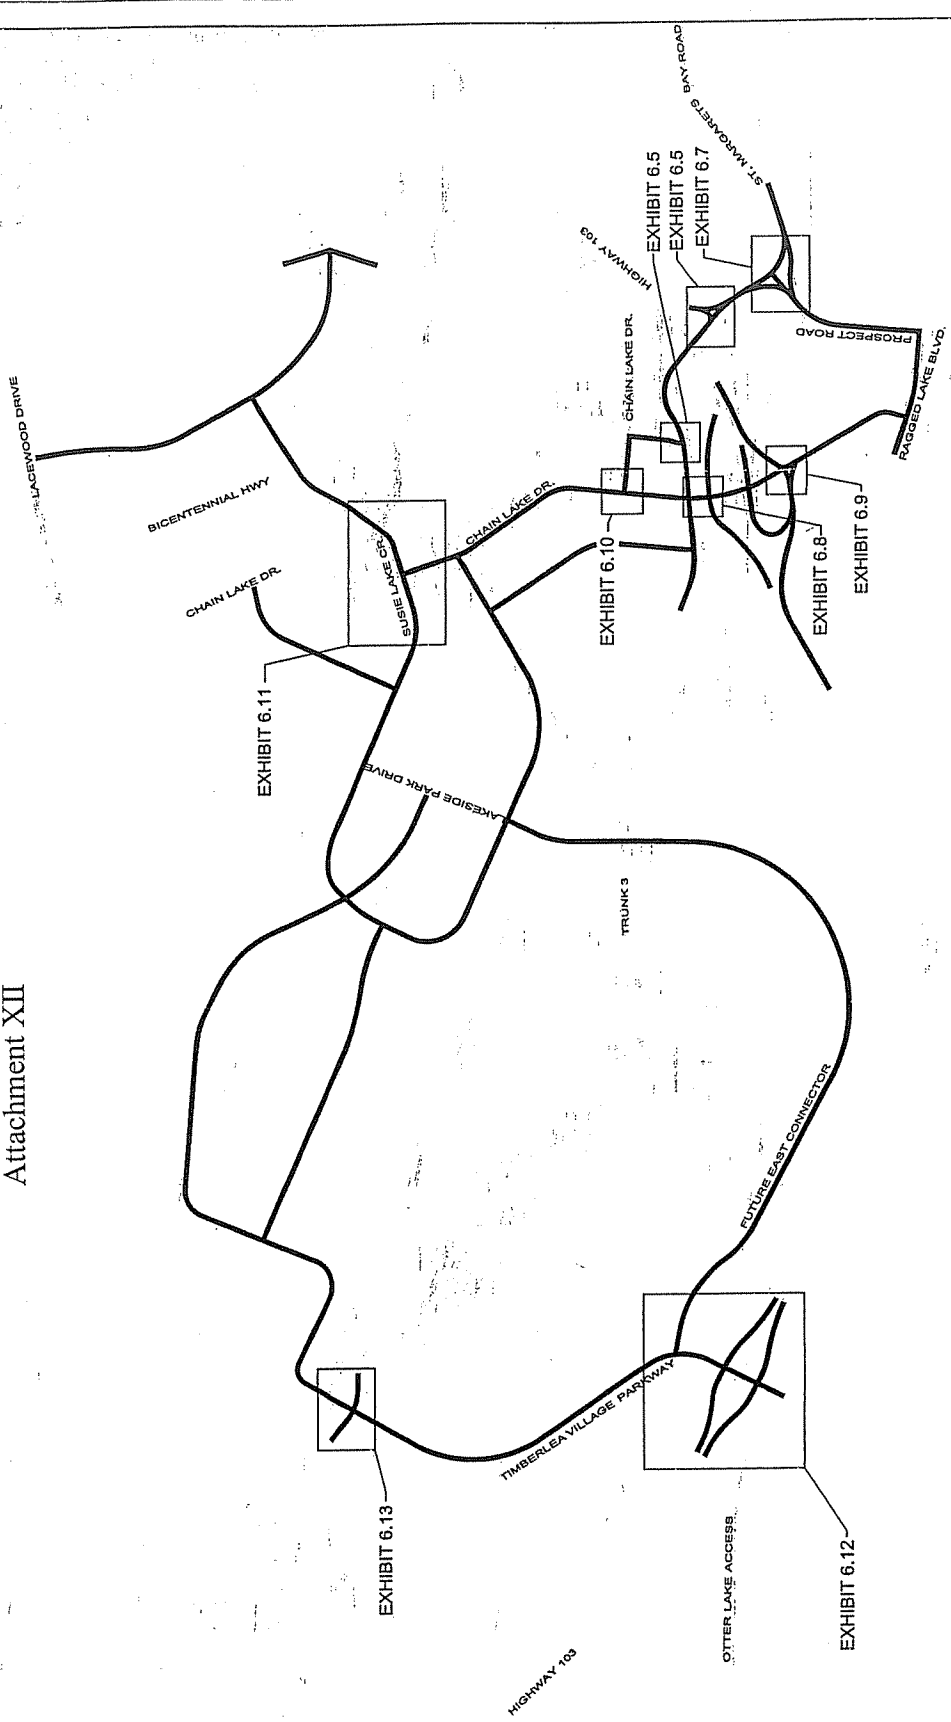 Attachment XII
LACEWOOD DRIVE
BICENTENNIAL HWY
CHAIN LAKE DR.
SUSIE LAKE CR.
EXHIBIT 6.11
CHAIN LAKE DR.
LAKESIDE PARK DRIVE
EXHIBIT 6.10
CHAIN LAKE DR.
HIGHWAY 103
EXHIBIT 6.5
EXHIBIT 6.5
EXHIBIT 6.7
ST. MARGARETS BAY ROAD
PROSPECT ROAD
RAGGED LAKE BLVD.
EXHIBIT 6.8
EXHIBIT 6.9
TRUNK 3
FUTURE EAST CONNECTOR
TIMBERLEA VILLAGE PARKWAY
EXHIBIT 6.13
OTTER LAKE ACCESS
EXHIBIT 6.12
HIGHWAY 103